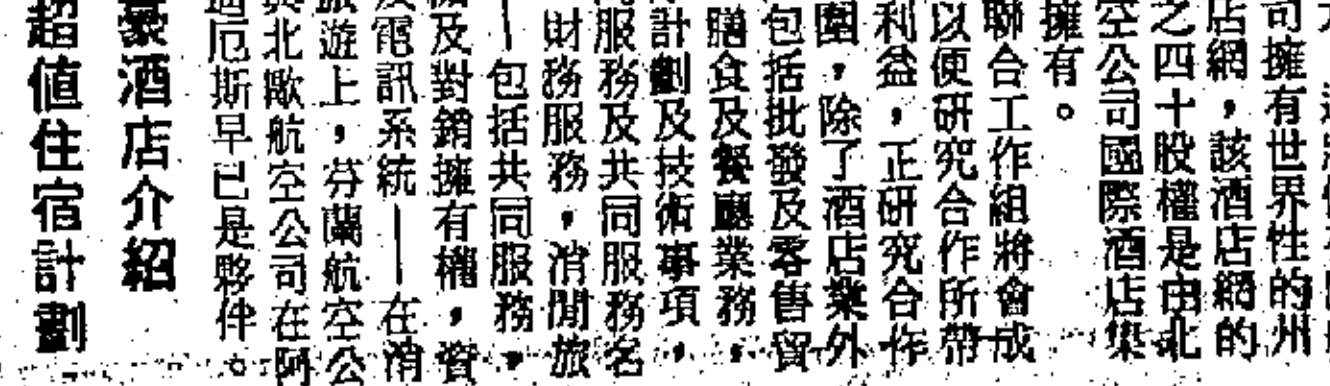 司擁有世界性的州
店網，該酒店網的
之四十股權是由北
空公司國際酒店集
擁有。
聯合工作組將會成
以便研究合作所帶
利益，正研究合作
圍，除了酒店業外
包括批發及零售貿
膳食及餐廳業務，
計劃及技術事項，
服務及共同服務名
財務服務，消閒旅
—包括共同服務，
及對銷擁有權，資
電訊系統—在消
遊上，芬蘭航空公
北歐航空公司在阿
厄斯早已是夥伴。
豪酒店介紹
超值住宿計劃